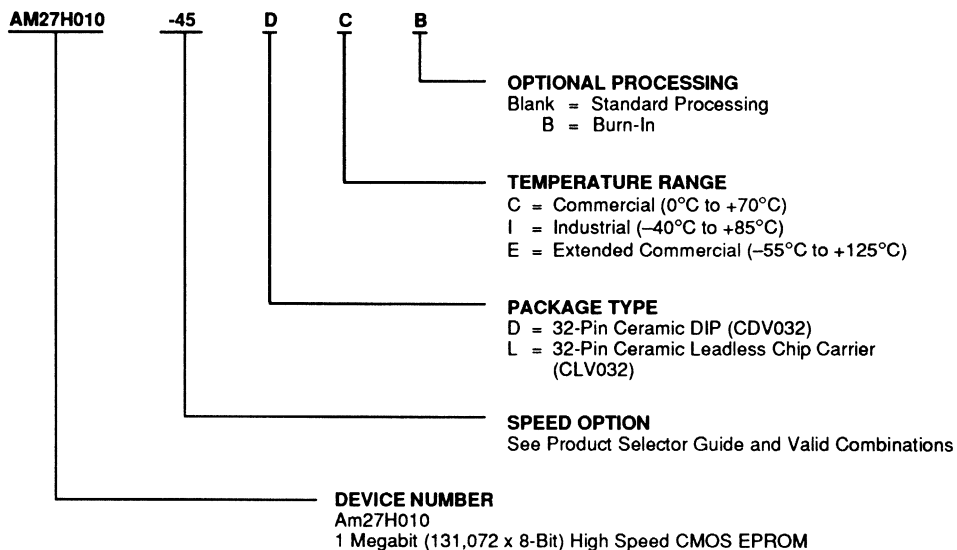 AM27H010 -45 D C B
OPTIONAL PROCESSING
Blank = Standard Processing
B = Burn-In
TEMPERATURE RANGE
C = Commercial (0°C to +70°C)
I = Industrial (–40°C to +85°C)
E = Extended Commercial (–55°C to +125°C)
PACKAGE TYPE
D = 32-Pin Ceramic DIP (CDV032)
L = 32-Pin Ceramic Leadless Chip Carrier
(CLV032)
SPEED OPTION
See Product Selector Guide and Valid Combinations
DEVICE NUMBER
Am27H010
1 Megabit (131,072 x 8-Bit) High Speed CMOS EPROM